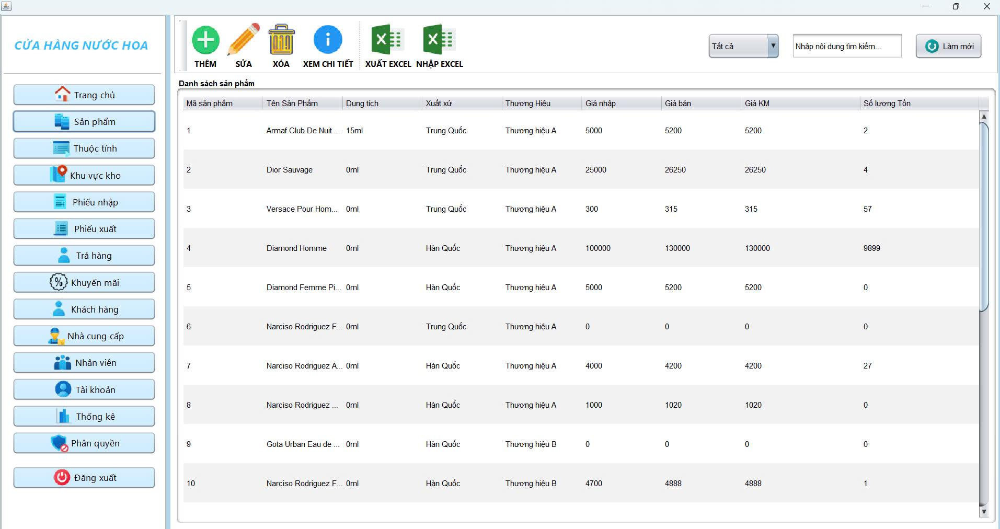 CỬA HÀNG NƯỚC HOA
Trang chủ
Sản phẩm
Thuộc tính
Khu vực kho
Phiếu nhập
Phiếu xuất
Trả hàng
Khuyến mãi
Khách hàng
Nhà cung cấp
Nhân viên
Tài khoản
Thống kê
Phân quyền
Đăng xuất
THÊM SỬA XÓA XEM CHI TIẾT XUẤT EXCEL NHẬP EXCEL
Tất cả Nhập nội dung tìm kiếm... Làm mới
Danh sách sản phẩm
Mã sản phẩm Tên Sản Phẩm Dung tích Xuất xứ Thương Hiệu Giá nhập Giá bán Giá KM Số lượng Tồn
1 Armaf Club De Nuit ... 15ml Trung Quốc Thương hiệu A 5000 5200 5200 2
2 Dior Sauvage 0ml Trung Quốc Thương hiệu A 25000 26250 26250 4
3 Versace Pour Hom... 0ml Trung Quốc Thương hiệu A 300 315 315 57
4 Diamond Homme 0ml Hàn Quốc Thương hiệu A 100000 130000 130000 9899
5 Diamond Femme Pi... 0ml Hàn Quốc Thương hiệu A 5000 5200 5200 0
6 Narciso Rodriguez F... 0ml Trung Quốc Thương hiệu A 0 0 0 0
7 Narciso Rodriguez A... 0ml Hàn Quốc Thương hiệu A 4000 4200 4200 27
8 Narciso Rodriguez ... 0ml Hàn Quốc Thương hiệu A 1000 1020 1020 0
9 Gota Urban Eau de ... 0ml Hàn Quốc Thương hiệu B 0 0 0 0
10 Narciso Rodriguez F... 0ml Hàn Quốc Thương hiệu B 4700 4888 4888 1